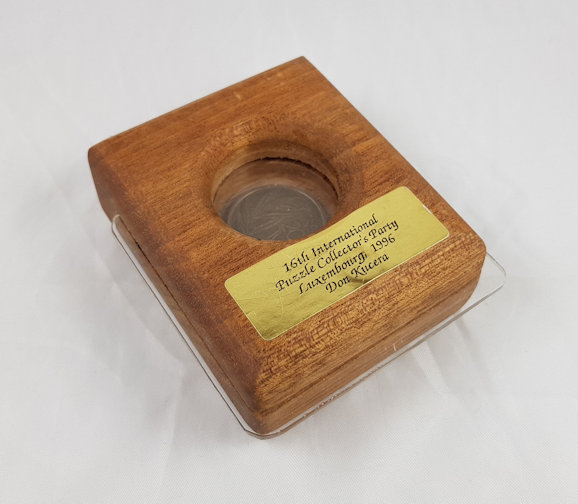 16th International
Puzzle Collector's Party
Luxembourg, 1996
Don Kucera